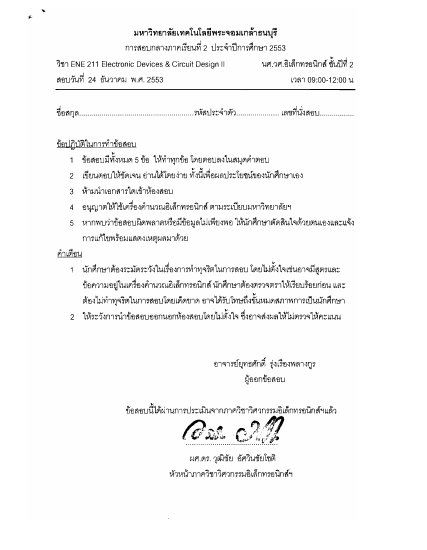 มหาวิทยาลัยเทคโนโลยีพระจอมเกล้าธนบุรี
การสอบกลางภาคเรียนที่ 2 ประจำปีการศึกษา 2553
วิชา ENE 211 Electronic Devices & Circuit Design II นศ.วศ.อิเล็กทรอนิกส์ ชั้นปีที่ 2
สอบวันที่ 24 ธันวาคม พ.ศ. 2553 เวลา 09:00-12:00 น
ชื่อสกุล.......................................................รหัสประจำตัว..................... เลขที่นั่งสอบ.................
ข้อปฏิบัติในการทำข้อสอบ
1 ข้อสอบมีทั้งหมด 5 ข้อ ให้ทำทุกข้อ โดยตอบลงในสมุดคำตอบ
2 เขียนตอบให้ชัดเจน อ่านได้โดยง่าย ทั้งนี้เพื่อผลประโยชน์ของนักศึกษาเอง
3 ห้ามนำเอกสารใดเข้าห้องสอบ
4 อนุญาตให้ใช้เครื่องคำนวณอิเล็กทรอนิกส์ ตามระเบียบมหาวิทยาลัยฯ
5 หากพบว่าข้อสอบผิดพลาดหรือมีข้อมูลไม่เพียงพอ ให้นักศึกษาตัดสินใจด้วยตนเองและแจ้ง
การแก้ไขพร้อมแสดงเหตุผลมาด้วย
คำเตือน
1 นักศึกษาต้องระมัดระวังในเรื่องการทำทุจริตในการสอบ โดยไม่ตั้งใจเช่นอาจมีสูตรและ
ข้อความอยู่ในเครื่องคำนวณอิเล็กทรอนิกส์ นักศึกษาต้องตรวจตราให้เรียบร้อยก่อน และ
ต้องไม่ทำทุจริตในการสอบโดยเด็ดขาด อาจได้รับโทษถึงขั้นหมดสภาพการเป็นนักศึกษา
2 ให้ระวังการนำข้อสอบออกนอกห้องสอบโดยไม่ตั้งใจ ซึ่งอาจส่งผลให้ไม่ตรวจให้คะแนน
อาจารย์ยุทธศักดิ์ รุ่งเรืองพลางกูร
ผู้ออกข้อสอบ
ข้อสอบนี้ได้ผ่านการประเมินจากภาควิชาวิศวกรรมอิเล็กทรอนิกส์ฯแล้ว
ผศ.ดร. วุฒิชัย อัศวินชัยโชติ
หัวหน้าภาควิชาวิศวกรรมอิเล็กทรอนิกส์ฯ